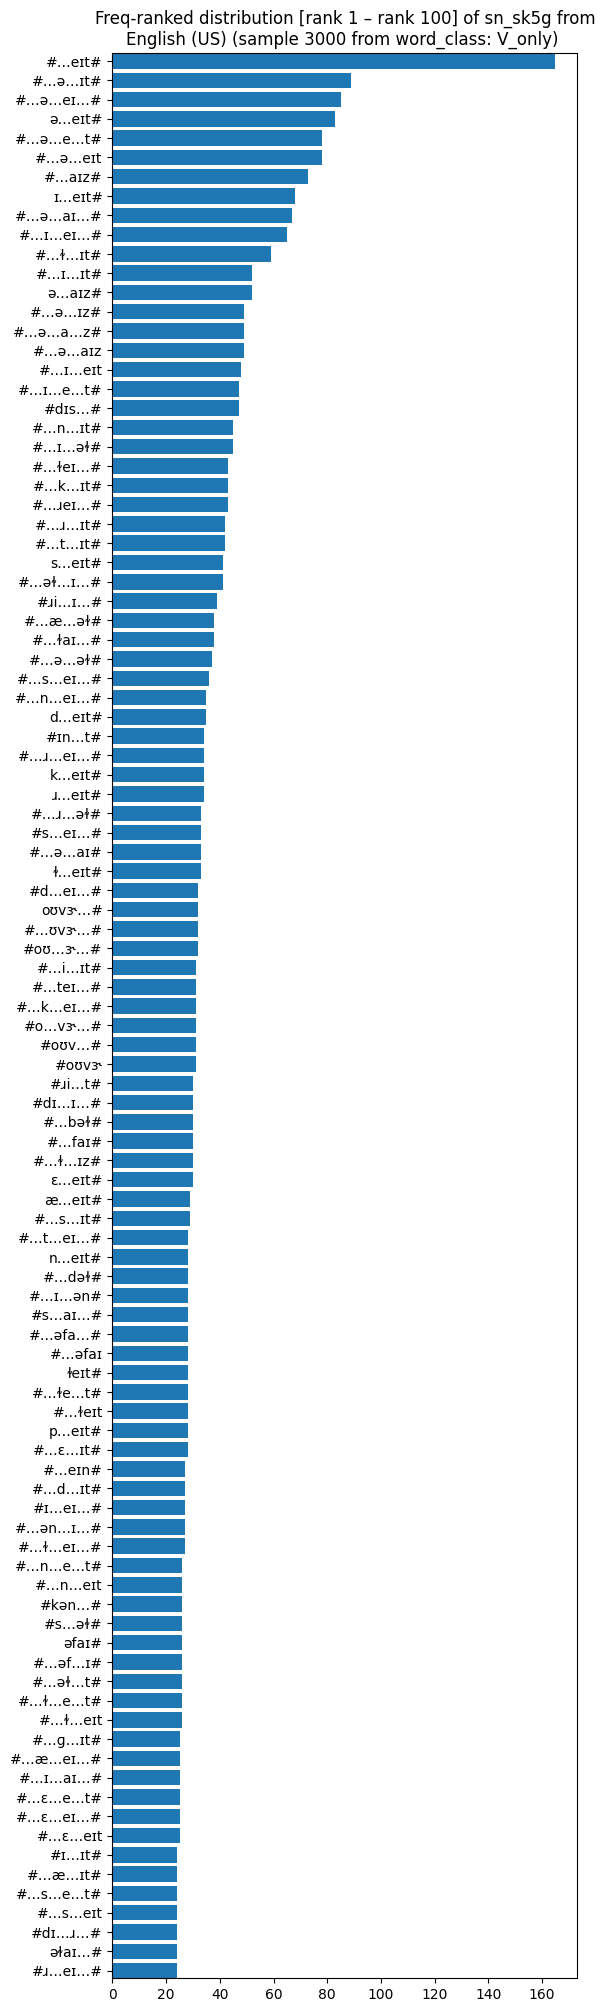 Freq-ranked distribution [rank 1 – rank 100] of sn_sk5g from
English (US) (sample 3000 from word_class: V_only)
#…eɪt#
#…ə…ɪt#
#…ə…eɪ…#
ə…eɪt#
#…ə…e…t#
#…ə…eɪt
#…aɪz#
ɪ…eɪt#
#…ə…aɪ…#
#…ɪ…eɪ…#
#…ɫ…ɪt#
#…ɪ…ɪt#
ə…aɪz#
#…ə…ɪz#
#…ə…a…z#
#…ə…aɪz
#…ɪ…eɪt
#…ɪ…e…t#
#dɪs…#
#…n…ɪt#
#…ɪ…əɫ#
#…ɫeɪ…#
#…k…ɪt#
#…ɹeɪ…#
#…ɹ…ɪt#
#…t…ɪt#
s…eɪt#
#…əɫ…ɪ…#
#ɹi…ɪ…#
#…æ…əɫ#
#…ɫaɪ…#
#…ə…əɫ#
#…s…eɪ…#
#…n…eɪ…#
d…eɪt#
#ɪn…t#
#…ɹ…eɪ…#
k…eɪt#
ɹ…eɪt#
#…ɹ…əɫ#
#s…eɪ…#
#…ə…aɪ#
ɫ…eɪt#
#d…eɪ…#
oʊvɝ…#
#…ʊvɝ…#
#oʊ…ɝ…#
#…i…ɪt#
#…teɪ…#
#…k…eɪ…#
#o…vɝ…#
#oʊv…#
#oʊvɝ
#ɹi…t#
#dɪ…ɪ…#
#…bəɫ#
#…faɪ#
#…ɫ…ɪz#
ɛ…eɪt#
æ…eɪt#
#…s…ɪt#
#…t…eɪ…#
n…eɪt#
#…dəɫ#
#…ɪ…ən#
#s…aɪ…#
#…əfa…#
#…əfaɪ
ɫeɪt#
#…ɫe…t#
#…ɫeɪt
p…eɪt#
#…ɛ…ɪt#
#…eɪn#
#…d…ɪt#
#ɪ…eɪ…#
#…ən…ɪ…#
#…ɫ…eɪ…#
#…n…e…t#
#…n…eɪt
#kən…#
#s…əɫ#
əfaɪ#
#…əf…ɪ#
#…əɫ…t#
#…ɫ…e…t#
#…ɫ…eɪt
#…ɡ…ɪt#
#…æ…eɪ…#
#…ɪ…aɪ…#
#…ɛ…e…t#
#…ɛ…eɪ…#
#…ɛ…eɪt
#ɪ…ɪt#
#…æ…ɪt#
#…s…e…t#
#…s…eɪt
#dɪ…ɹ…#
əɫaɪ…#
#ɹ…eɪ…#
0 20 40 60 80 100 120 140 160